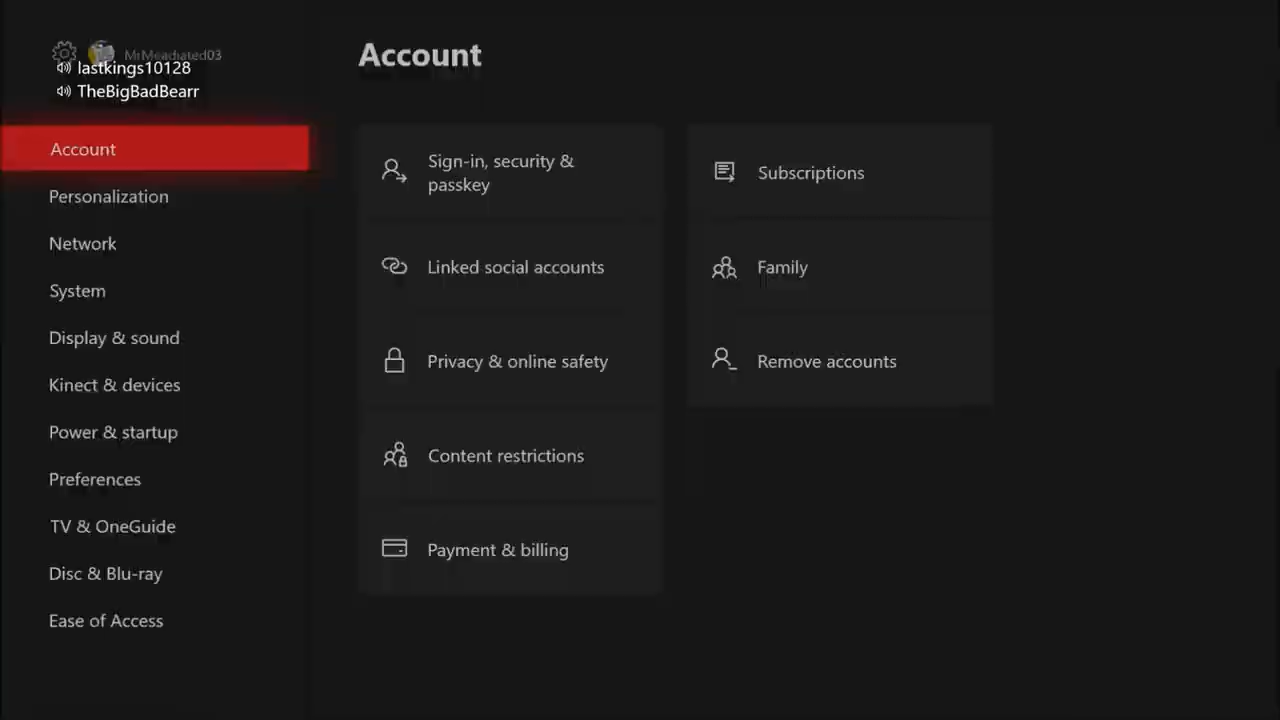 MrMeadiated03
lastkings10128
TheBigBadBearr
Account
Account
Personalization
Network
System
Display & sound
Kinect & devices
Power & startup
Preferences
TV & OneGuide
Disc & Blu-ray
Ease of Access
Sign-in, security &
passkey
Linked social accounts
Privacy & online safety
Content restrictions
Payment & billing
Subscriptions
Family
Remove accounts